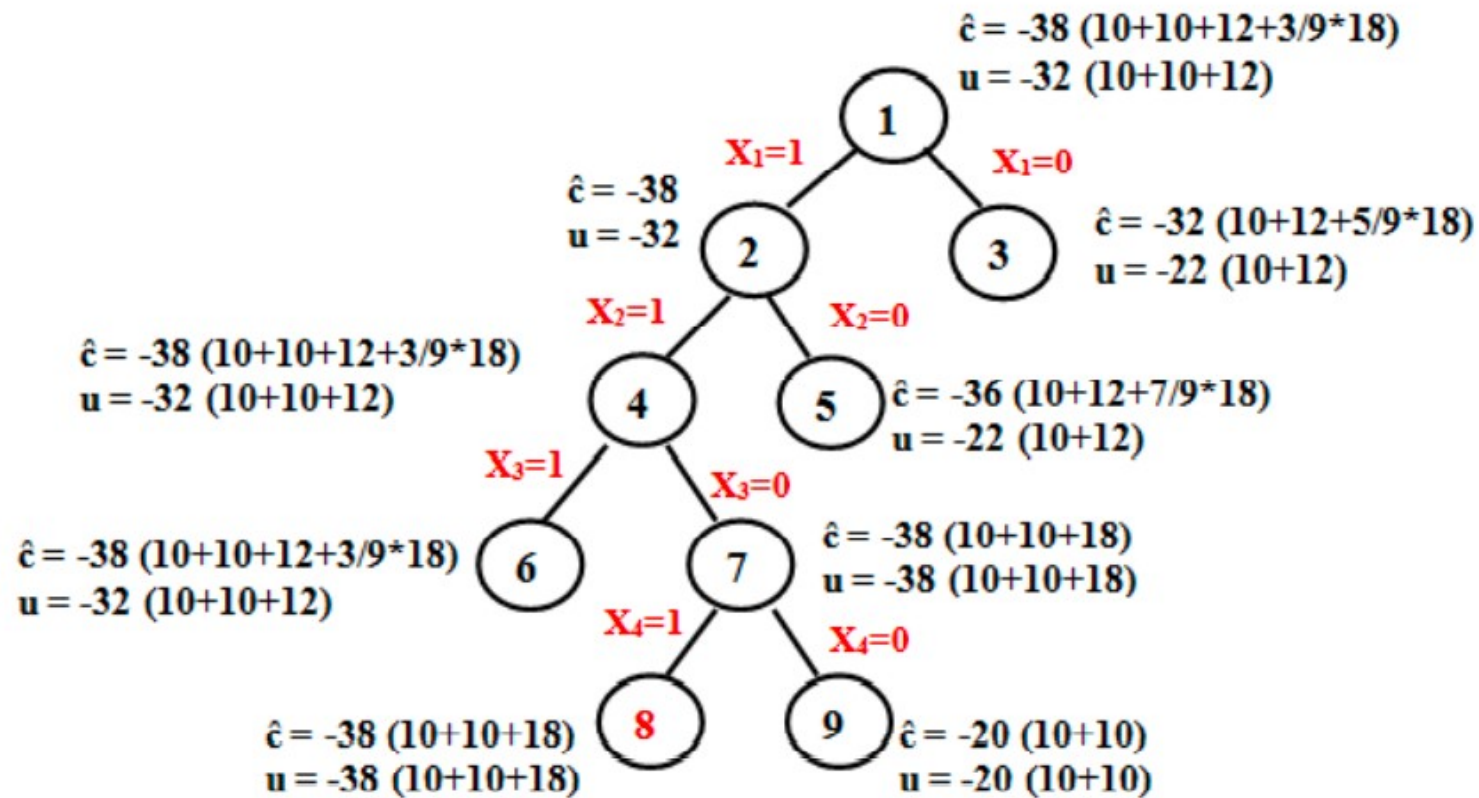 ĉ = -38 (10+10+12+3/9*18)
u = -32 (10+10+12)
1
X₁=1
X₁=0
ĉ = -38
u = -32
2
3
ĉ = -32 (10+12+5/9*18)
u = -22 (10+12)
X₂=1
X₂=0
ĉ = -38 (10+10+12+3/9*18)
u = -32 (10+10+12)
4
5
ĉ = -36 (10+12+7/9*18)
u = -22 (10+12)
X₃=1
X₃=0
ĉ = -38 (10+10+12+3/9*18)
u = -32 (10+10+12)
6
7
ĉ = -38 (10+10+18)
u = -38 (10+10+18)
X₄=1
X₄=0
ĉ = -38 (10+10+18)
u = -38 (10+10+18)
8
9
ĉ = -20 (10+10)
u = -20 (10+10)